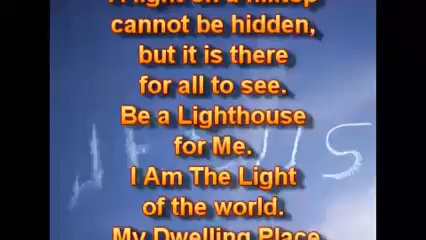 A light on a hilltop
cannot be hidden,
but it is there
for all to see.
Be a Lighthouse
for Me.
JESUS
I Am The Light
of the world.
My Dwelling Place